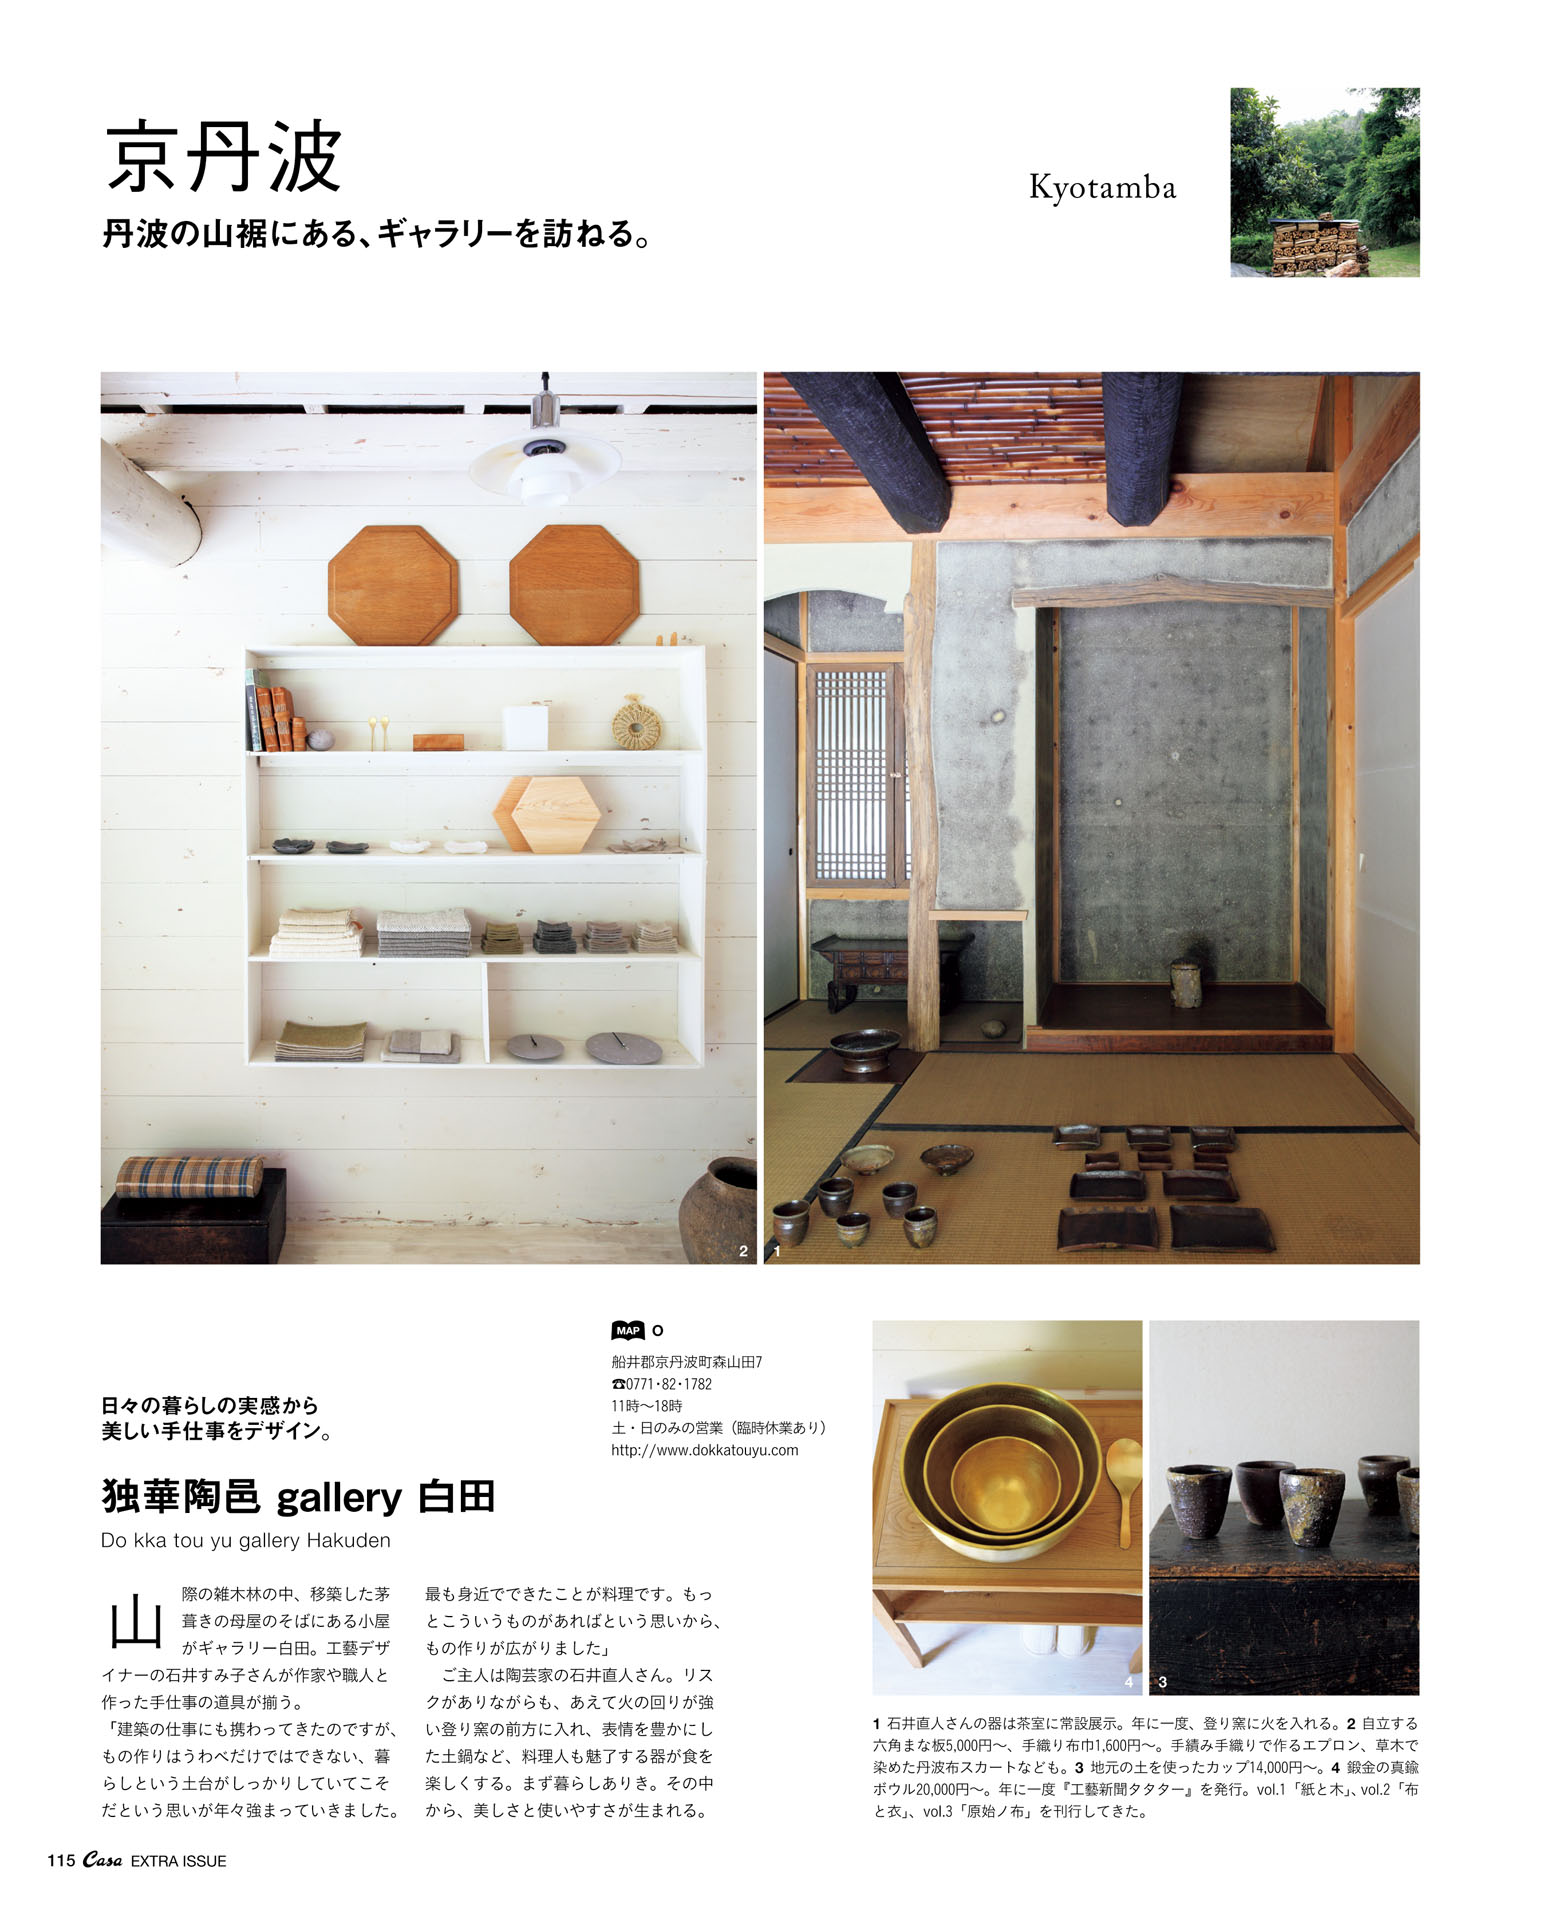 京丹波
丹波の山裾にある、ギャラリーを訪ねる。
Kyotamba
2
1
MAP O
船井郡京丹波町森山田7
☎0771・82・1782
11時〜18時
土・日のみの営業（臨時休業あり）
http://www.dokkatouyu.com
日々の暮らしの実感から
美しい手仕事をデザイン。
独華陶邑 gallery 白田
Do kka tou yu gallery Hakuden
山際の雑木林の中、移築した茅
葺きの母屋のそばにある小屋
がギャラリー白田。工藝デザ
イナーの石井すみ子さんが作家や職人と
作った手仕事の道具が揃う。
「建築の仕事にも携わってきたのですが、
もの作りはうわべだけではできない、暮
らしという土台がしっかりしていてこそ
だという思いが年々強まっていきました。
最も身近でできたことが料理です。もっ
とこういうものがあればという思いから、
もの作りが広がりました」
ご主人は陶芸家の石井直人さん。リス
クがありながらも、あえて火の回りが強
い登り窯の前方に入れ、表情を豊かにし
た土鍋など、料理人も魅了する器が食を
楽しくする。まず暮らしありき。その中
から、美しさと使いやすさが生まれる。
4
3
1 石井直人さんの器は茶室に常設展示。年に一度、登り窯に火を入れる。2 自立する
六角まな板5,000円〜、手織り布巾1,600円〜。手績み手織りで作るエプロン、草木で
染めた丹波布スカートなども。3 地元の土を使ったカップ14,000円〜。4 鍛金の真鍮
ボウル20,000円〜。年に一度『工藝新聞タタター』を発行。vol.1「紙と木」、vol.2「布
と衣」、vol.3「原始ノ布」を刊行してきた。
115 Casa EXTRA ISSUE